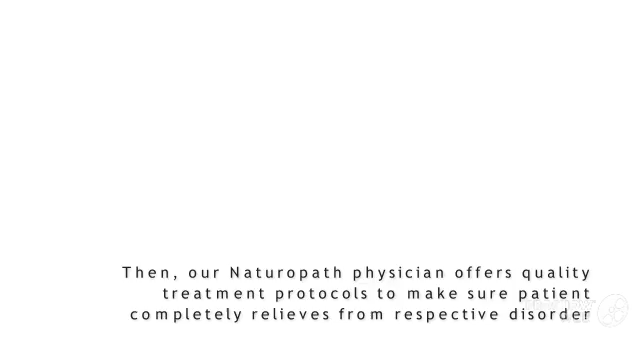 Then, our Naturopath physician offers quality
treatment protocols to make sure patient
completely relieves from respective disorder